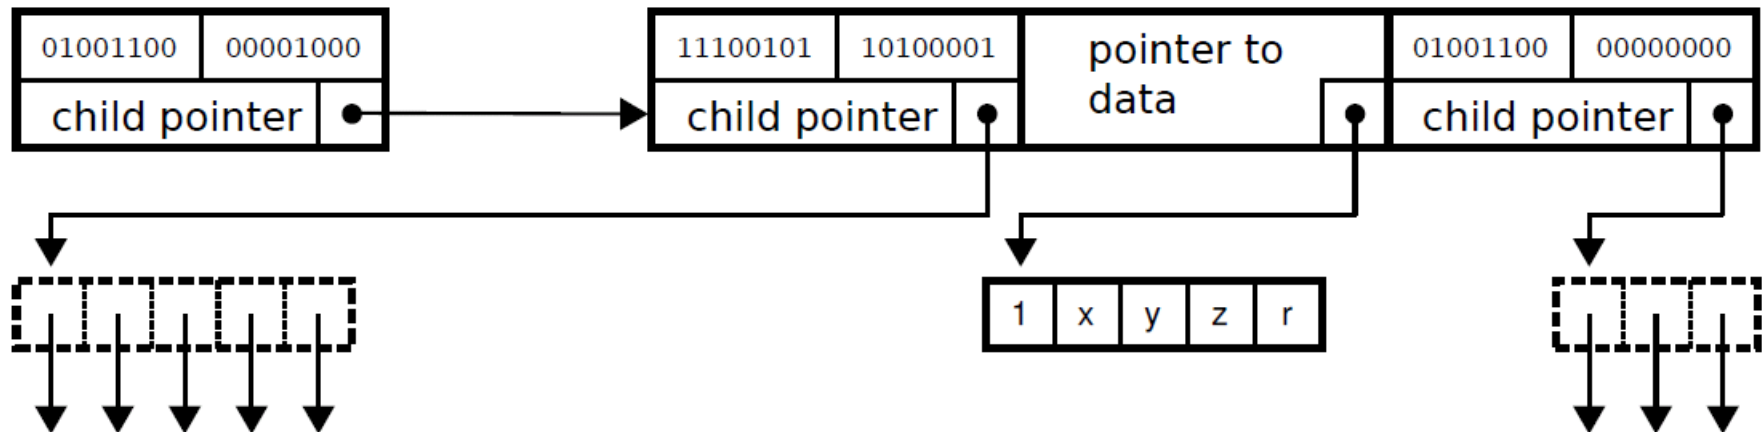 01001100 00001000
child pointer
11100101 10100001
child pointer
pointer to
data
01001100 00000000
child pointer
1 x y z r